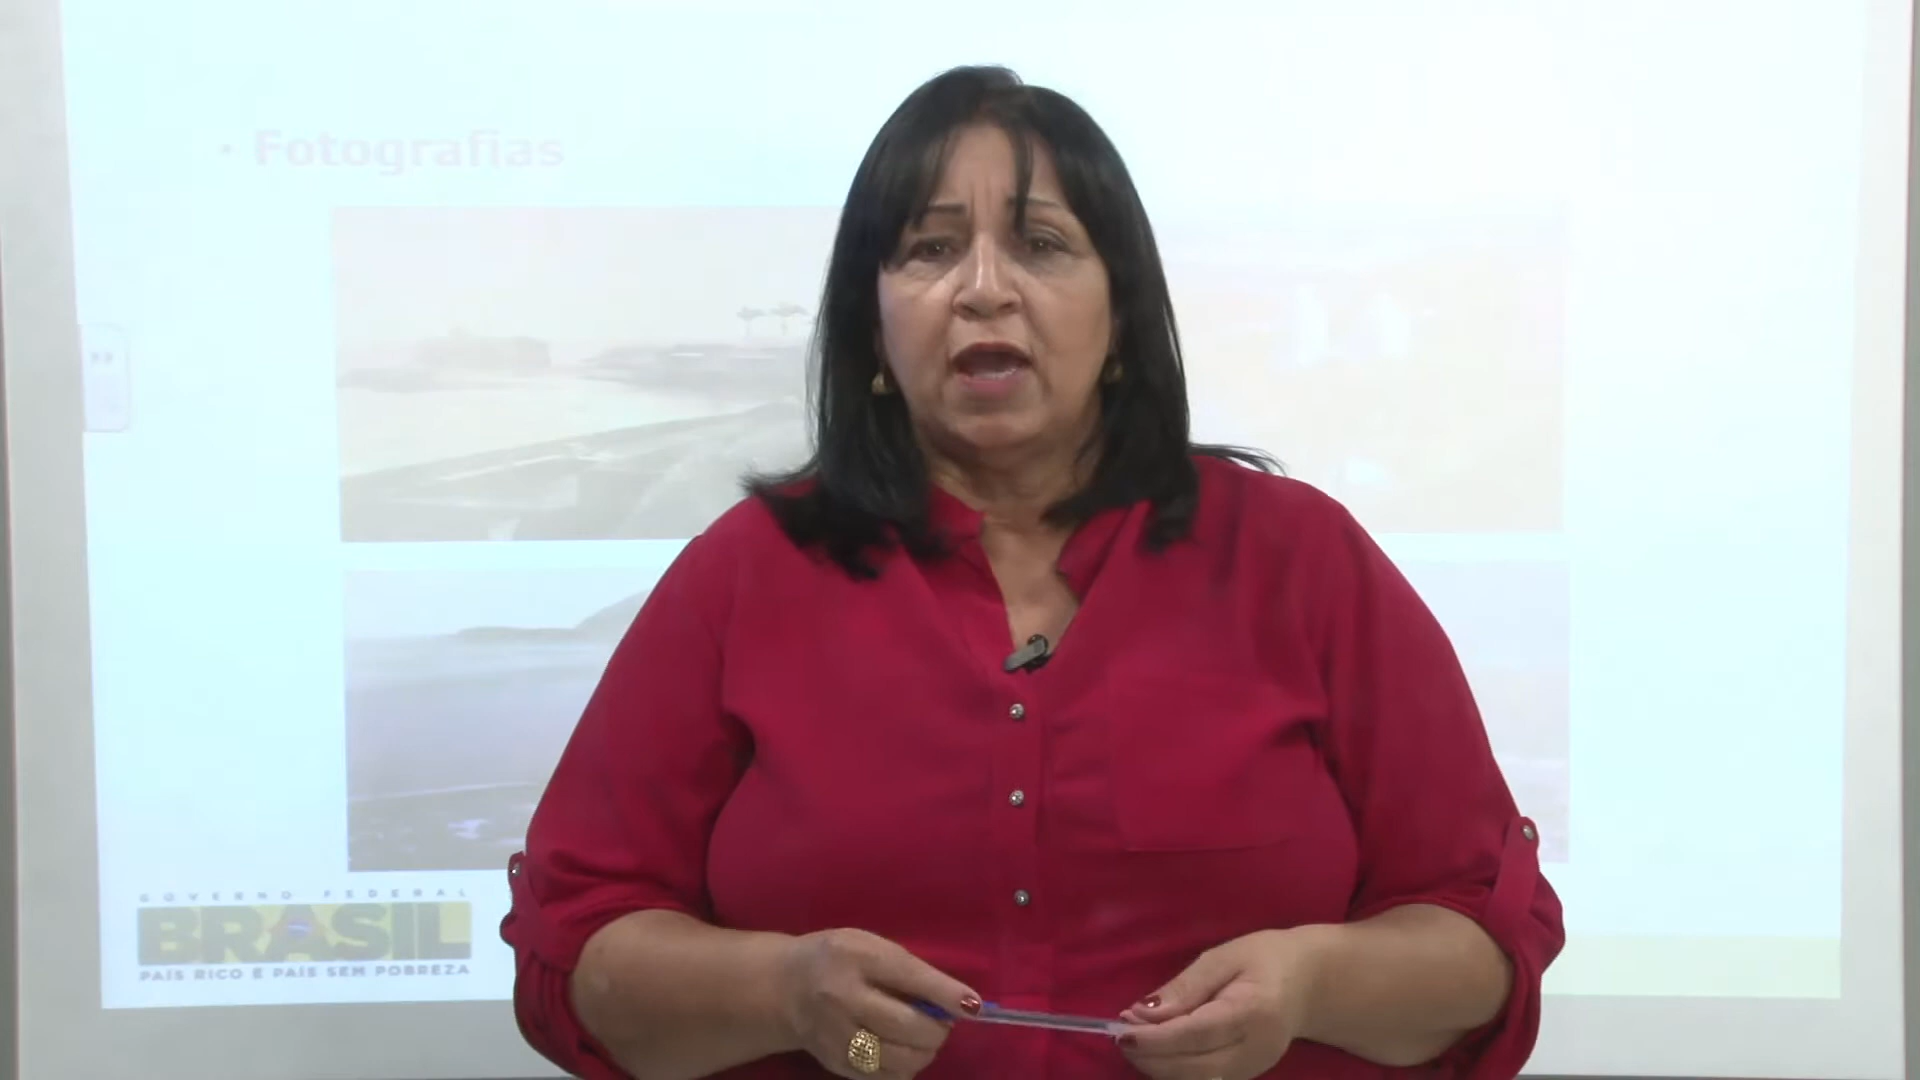 • Fotografias
GOVERNO FEDERAL
BRASIL
PAÍS RICO É PAÍS SEM POBREZA